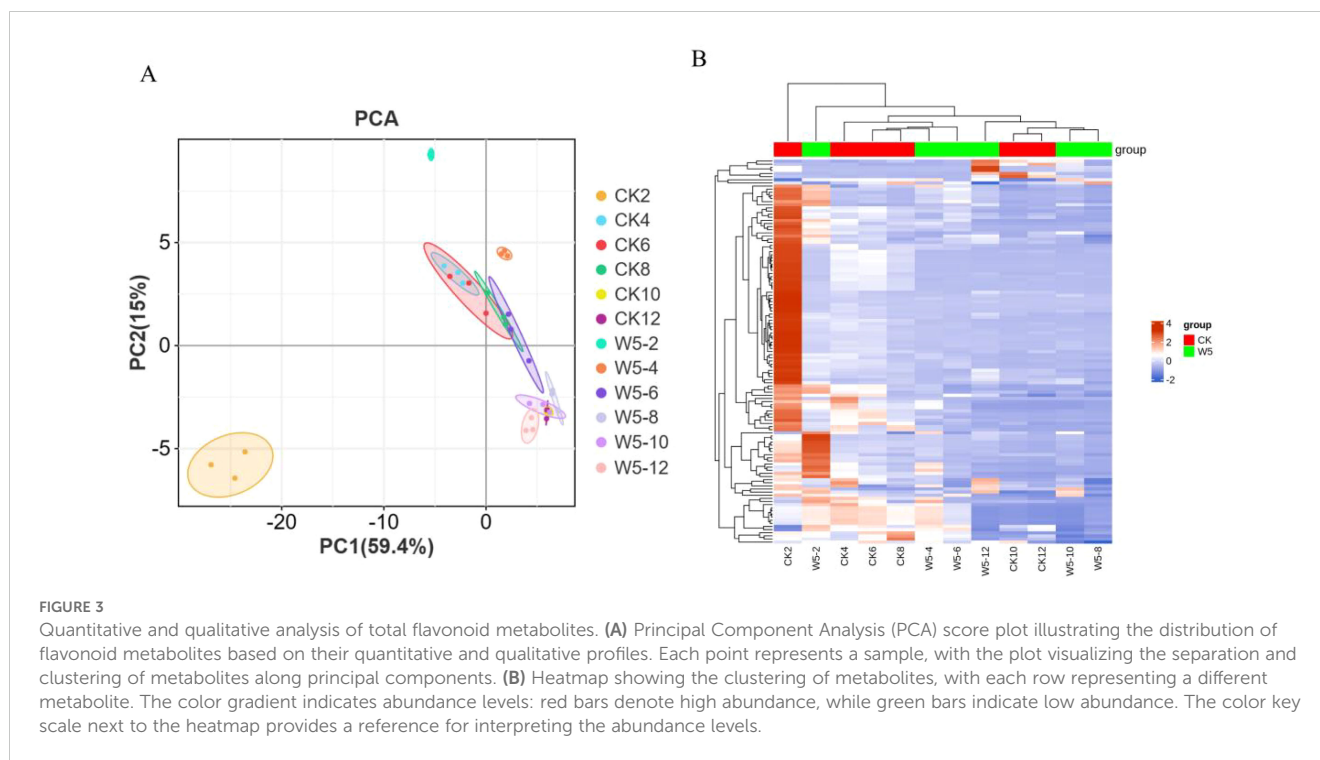 A
B
PCA
5
0
-5
-20
-10
0
PC1(59.4%)
PC2(15%)
CK2
CK4
CK6
CK8
CK10
CK12
W5-2
W5-4
W5-6
W5-8
W5-10
W5-12
group
4
2
0
-2
group
CK
W5
CK2
W5-2
CK4
CK6
CK8
W5-4
W5-6
W5-12
CK10
CK12
W5-10
W5-8
FIGURE 3
Quantitative and qualitative analysis of total flavonoid metabolites. (A) Principal Component Analysis (PCA) score plot illustrating the distribution of
flavonoid metabolites based on their quantitative and qualitative profiles. Each point represents a sample, with the plot visualizing the separation and
clustering of metabolites along principal components. (B) Heatmap showing the clustering of metabolites, with each row representing a different
metabolite. The color gradient indicates abundance levels: red bars denote high abundance, while green bars indicate low abundance. The color key
scale next to the heatmap provides a reference for interpreting the abundance levels.